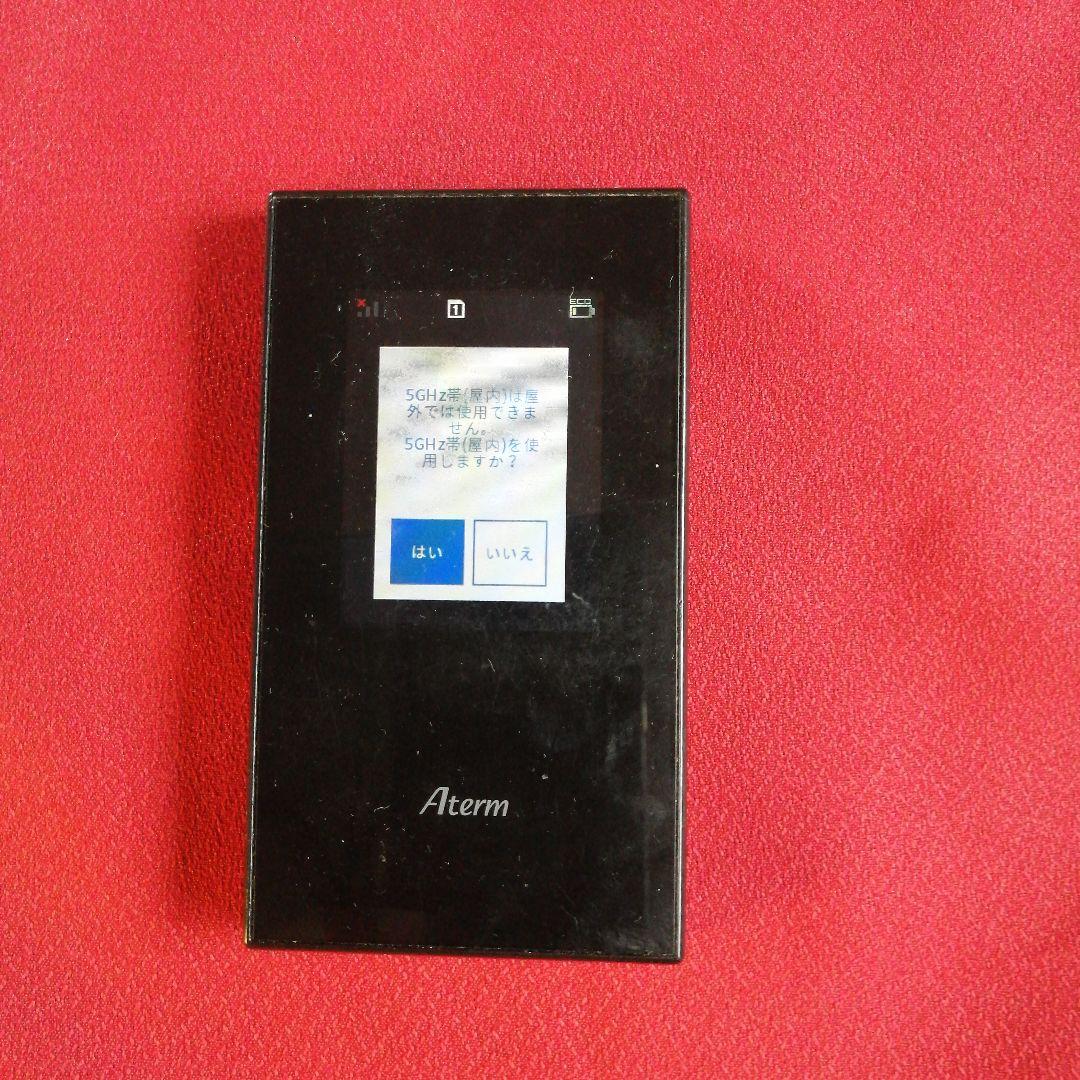 1
ECO
5GHz帯(屋内)は屋
外では使用できま
せん。
5GHz帯(屋内)を使
用しますか？
はい
いいえ
Aterm